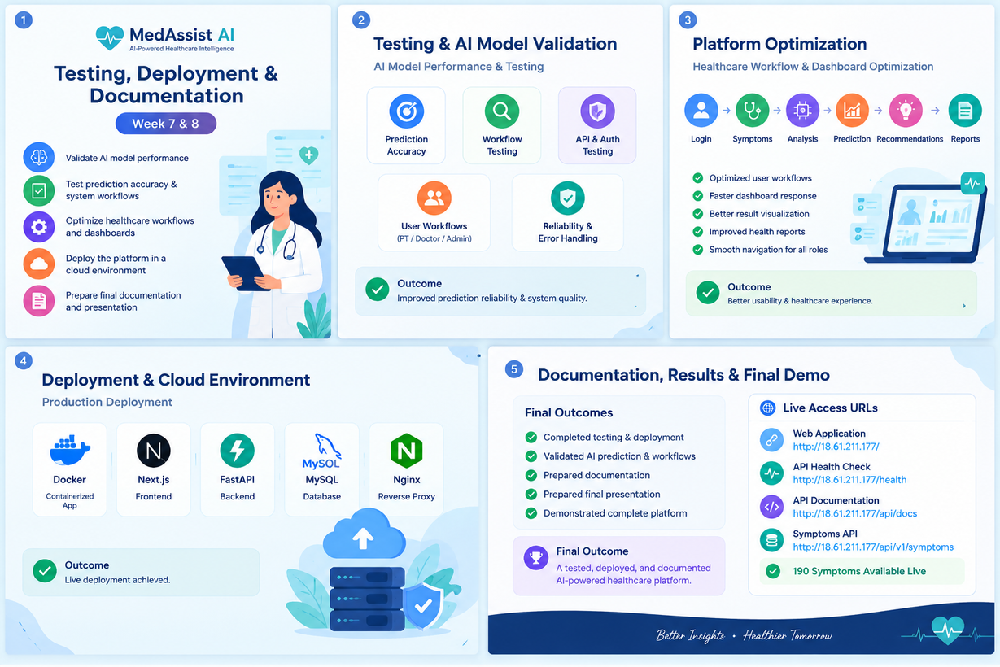 1
MedAssist AI
AI-Powered Healthcare Intelligence
Testing, Deployment &
Documentation
Week 7 & 8
Validate AI model performance
Test prediction accuracy &
system workflows
Optimize healthcare workflows
and dashboards
Deploy the platform in a
cloud environment
Prepare final documentation
and presentation
2
Testing & AI Model Validation
AI Model Performance & Testing
Prediction
Accuracy
Workflow
Testing
API & Auth
Testing
User Workflows
(PT / Doctor / Admin)
Reliability &
Error Handling
Outcome
Improved prediction reliability & system quality.
3
Platform Optimization
Healthcare Workflow & Dashboard Optimization
Login
Symptoms
Analysis
Prediction
Recommendations
Reports
Optimized user workflows
Faster dashboard response
Better result visualization
Improved health reports
Smooth navigation for all roles
Outcome
Better usability & healthcare experience.
4
Deployment & Cloud Environment
Production Deployment
Docker
Containerized
App
N
Next.js
Frontend
FastAPI
Backend
MySQL
MySQL
Database
N
Nginx
Reverse Proxy
Outcome
Live deployment achieved.
5
Documentation, Results & Final Demo
Final Outcomes
Completed testing & deployment
Validated AI prediction & workflows
Prepared documentation
Prepared final presentation
Demonstrated complete platform
Final Outcome
A tested, deployed, and documented
AI-powered healthcare platform.
Live Access URLs
Web Application
http://18.61.211.177/
API Health Check
http://18.61.211.177/health
API Documentation
http://18.61.211.177/api/docs
Symptoms API
http://18.61.211.177/api/v1/symptoms
190 Symptoms Available Live
Better Insights • Healthier Tomorrow